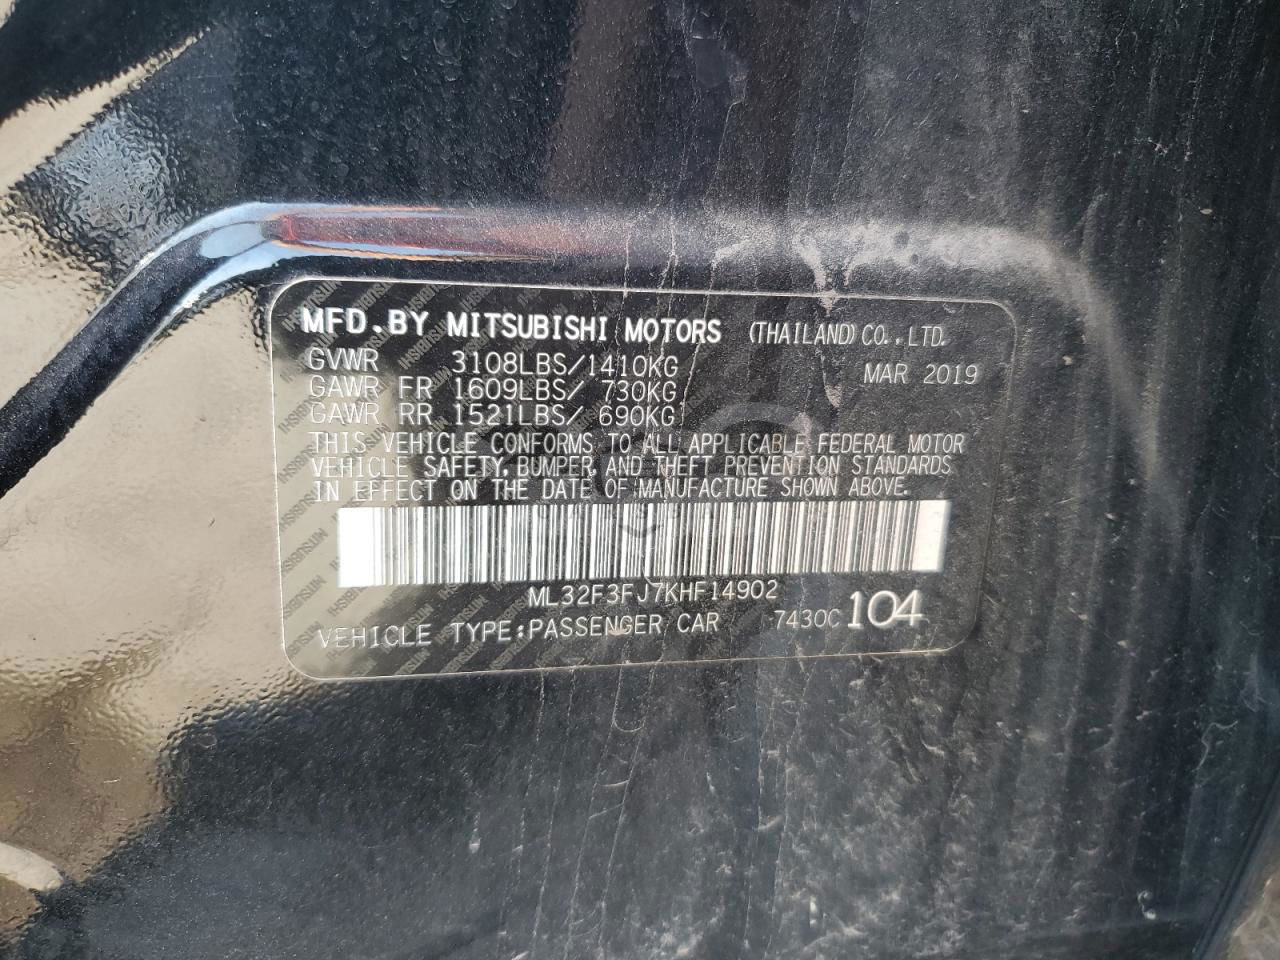 MFD.BY MITSUBISHI MOTORS (THAILAND) CO.,LTD.
GVWR 3108LBS/1410KG MAR 2019
GAWR FR 1609LBS/ 730KG
GAWR RR 1521LBS/ 690KG
THIS VEHICLE CONFORMS TO ALL APPLICABLE FEDERAL MOTOR
VEHICLE SAFETY, BUMPER, AND THEFT PREVENTION STANDARDS
IN EFFECT ON THE DATE OF MANUFACTURE SHOWN ABOVE.
ML32F3FJ7KHF14902
VEHICLE TYPE:PASSENGER CAR 7430C 104